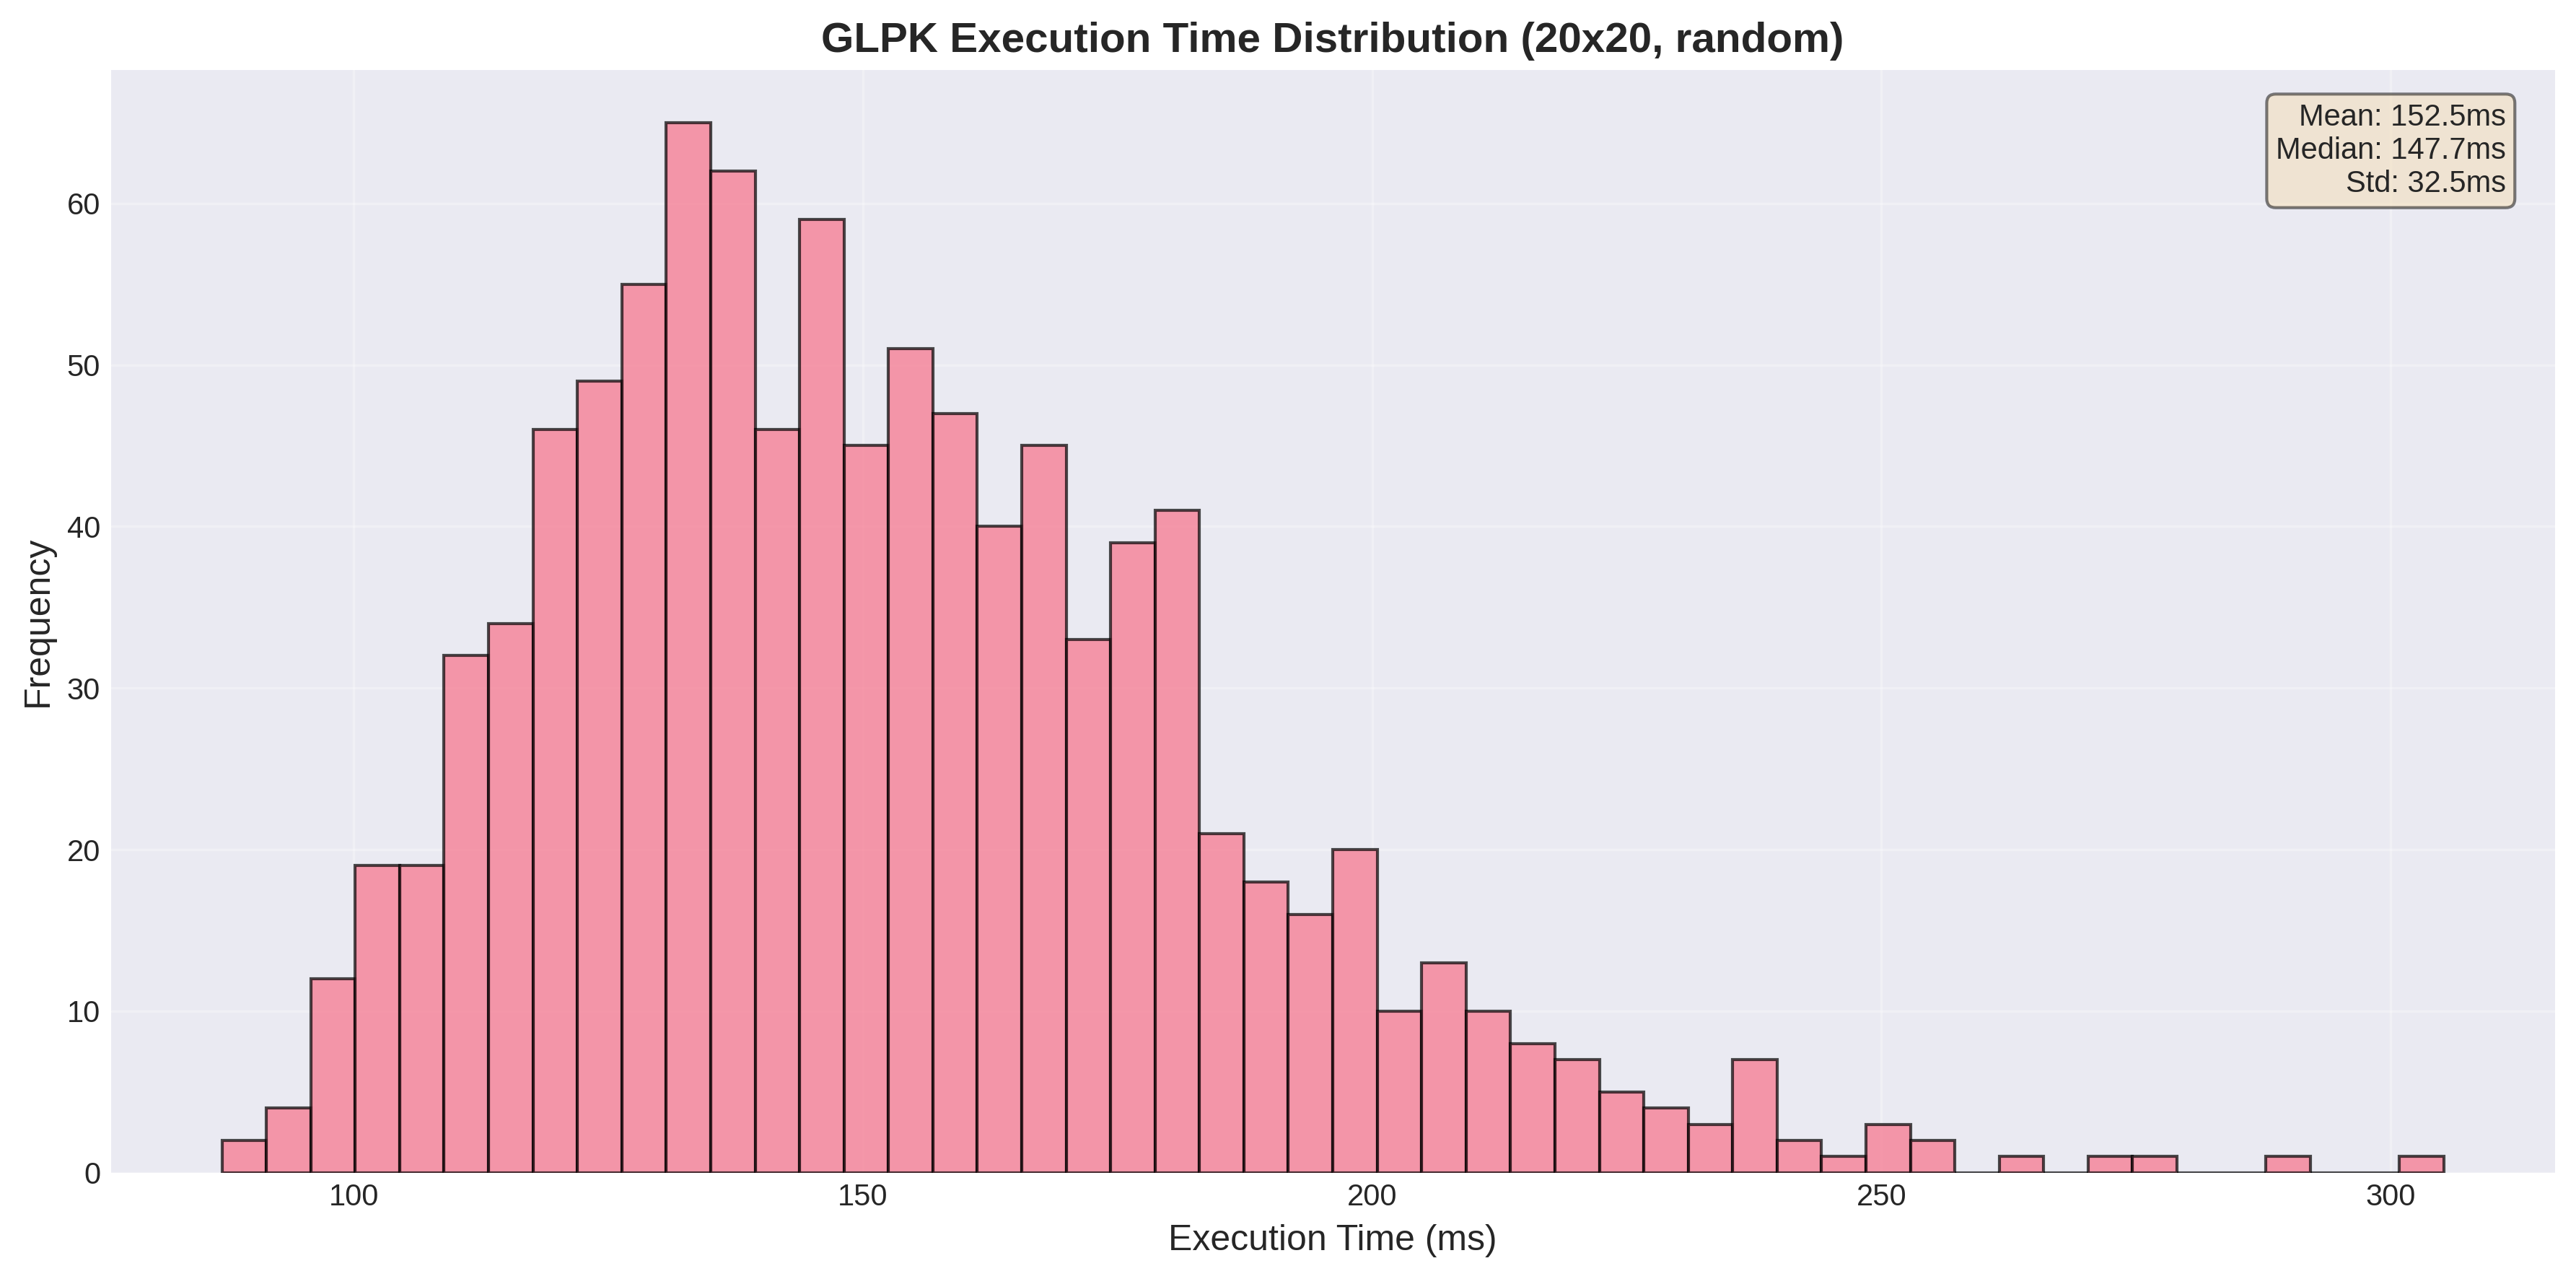 GLPK Execution Time Distribution (20x20, random)
Mean: 152.5ms
Median: 147.7ms
Std: 32.5ms
Frequency
60
50
40
30
20
10
0
100 150 200 250 300
Execution Time (ms)